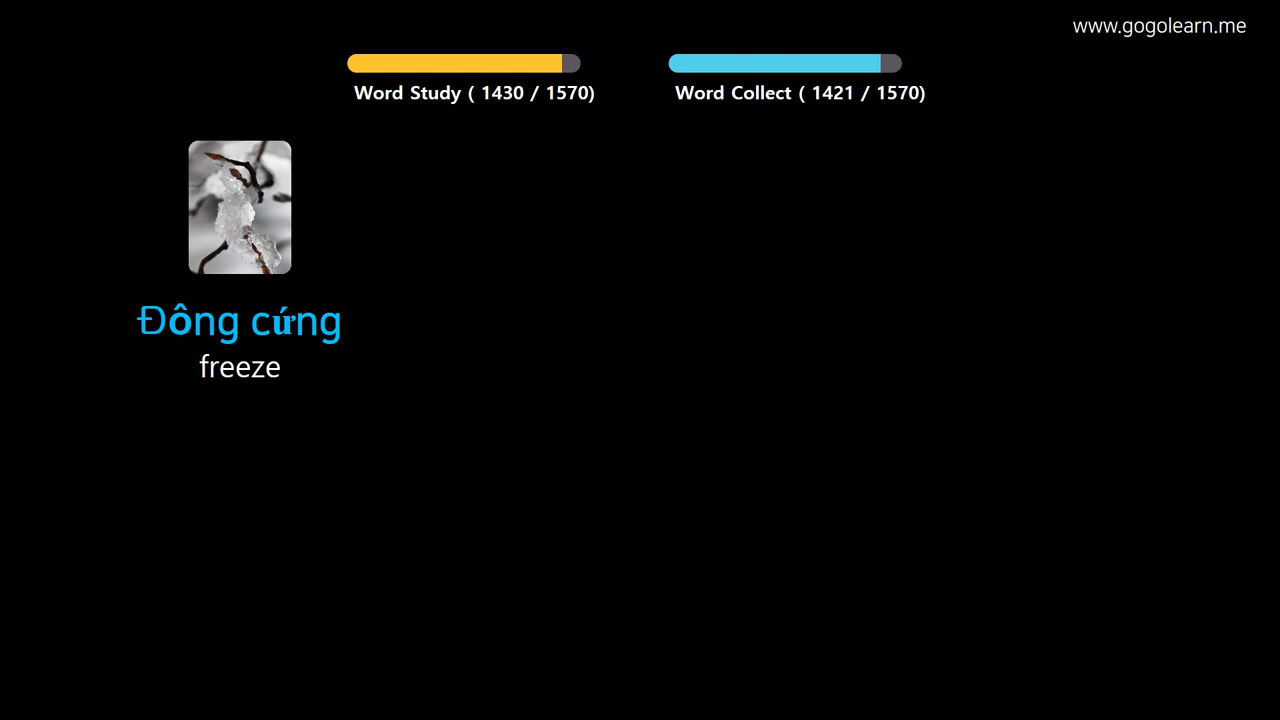 www.gogolearn.me
Word Study ( 1430 / 1570)
Word Collect ( 1421 / 1570)
Đông cứng
freeze